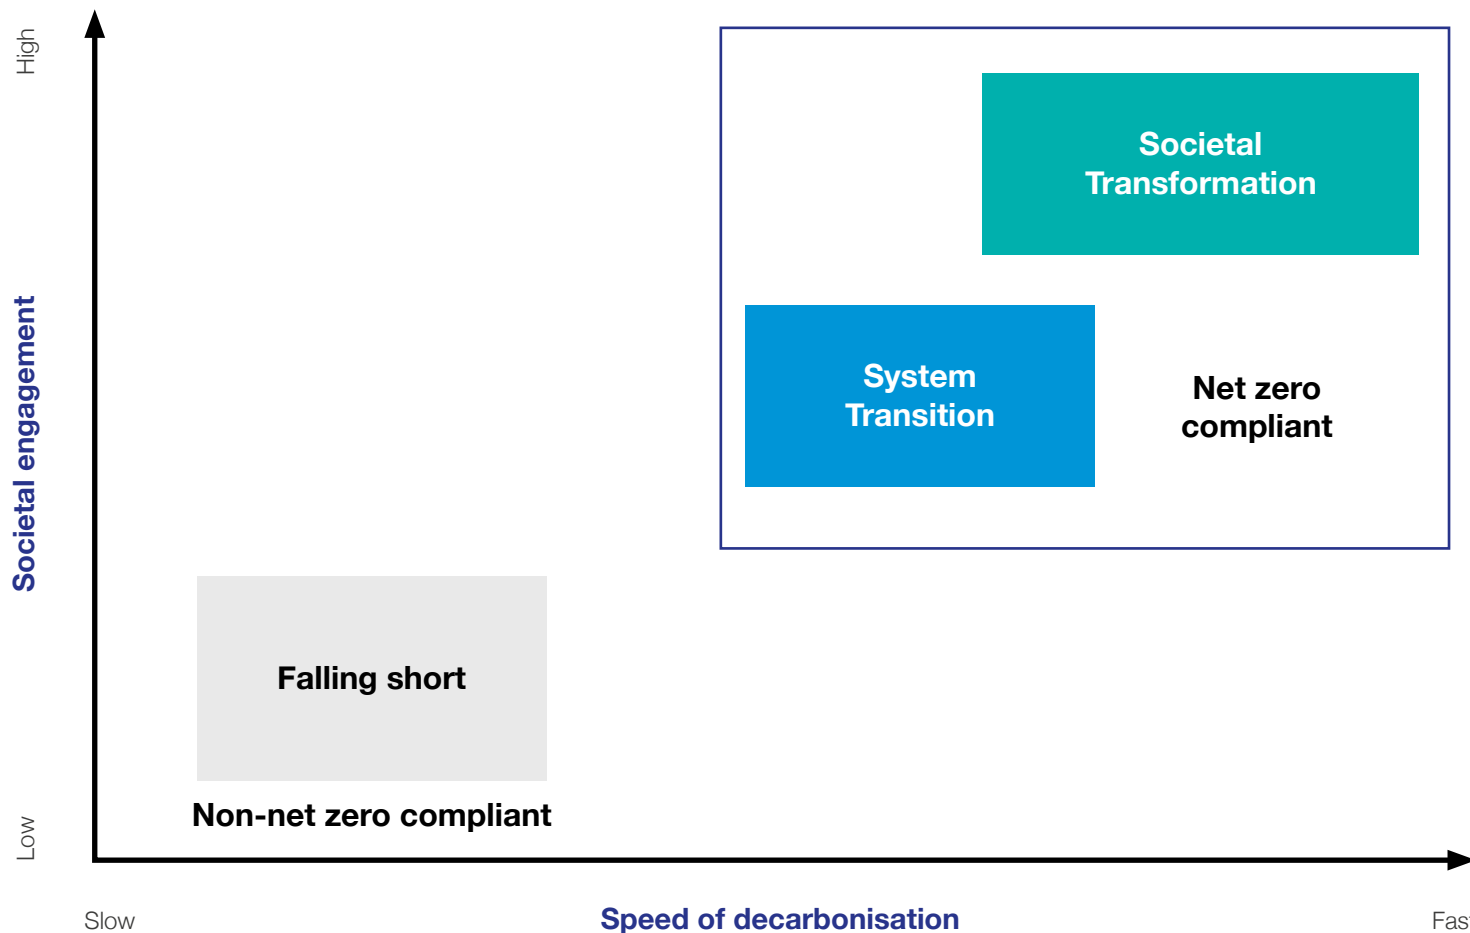 High
Societal
Transformation
Societal engagement
System
Transition
Net zero
compliant
Falling short
Non-net zero compliant
Low
Slow
Speed of decarbonisation
Fast